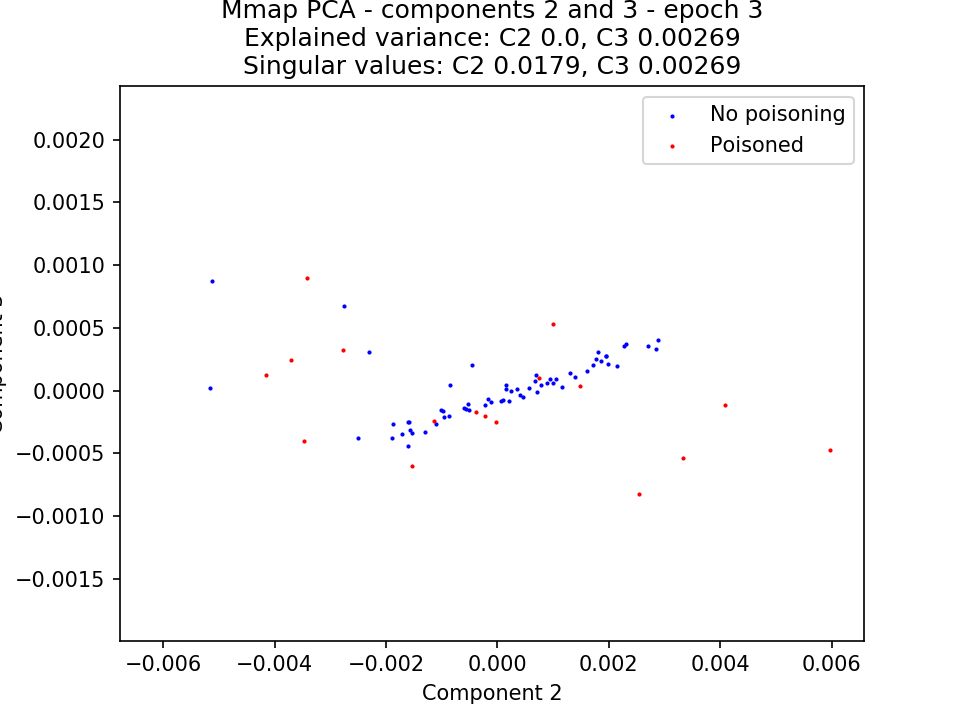 Mmap PCA - components 2 and 3 - epoch 3
Explained variance: C2 0.0, C3 0.00269
Singular values: C2 0.0179, C3 0.00269
No poisoning
Poisoned
0.0020
0.0015
0.0010
0.0005
0.0000
−0.0005
−0.0010
−0.0015
−0.006
−0.004
−0.002
0.000
0.002
0.004
0.006
Component 2